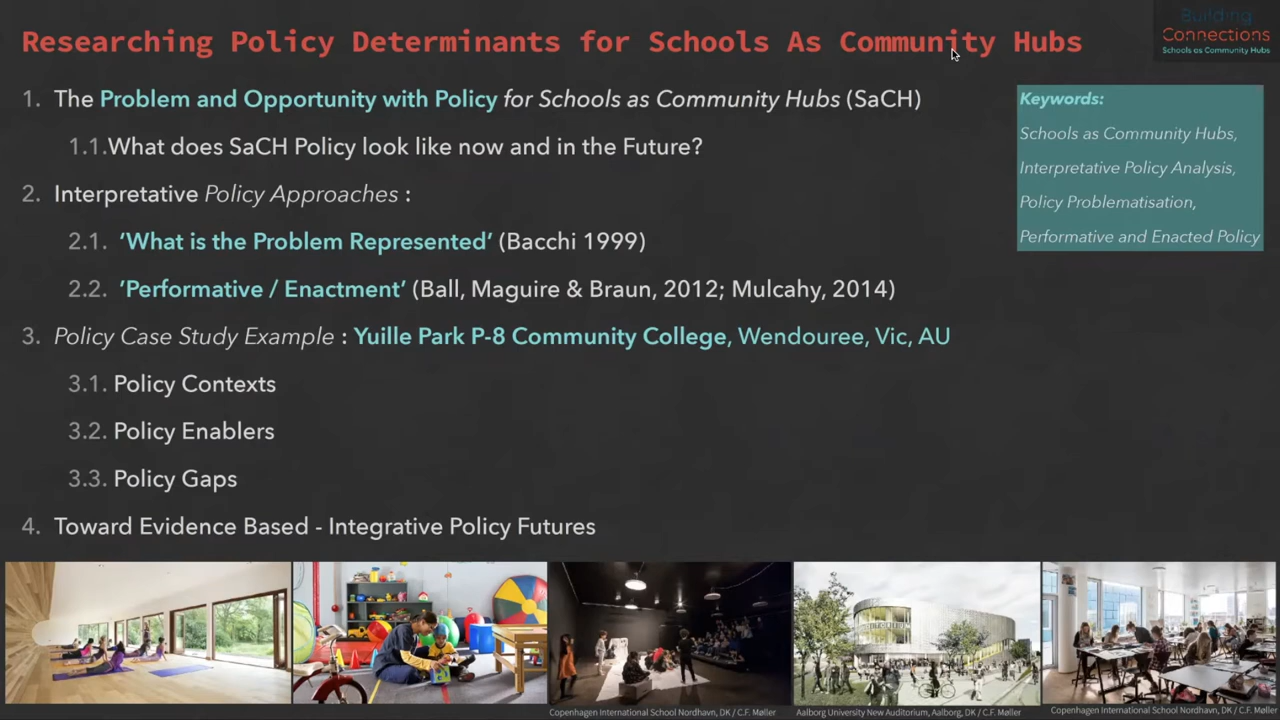 Researching Policy Determinants for Schools As Community Hubs
Building
Connections
Schools as Community Hubs
1. The Problem and Opportunity with Policy for Schools as Community Hubs (SaCH)
1.1.What does SaCH Policy look like now and in the Future?
2. Interpretative Policy Approaches :
2.1. ‘What is the Problem Represented’ (Bacchi 1999)
2.2. ‘Performative / Enactment’ (Ball, Maguire & Braun, 2012; Mulcahy, 2014)
3. Policy Case Study Example : Yuille Park P-8 Community College, Wendouree, Vic, AU
3.1. Policy Contexts
3.2. Policy Enablers
3.3. Policy Gaps
4. Toward Evidence Based - Integrative Policy Futures
Keywords:
Schools as Community Hubs,
Interpretative Policy Analysis,
Policy Problematisation,
Performative and Enacted Policy
Copenhagen International School Nordhavn, DK / C.F. Møller
Aalborg University New Auditorium, Aalborg, DK / C.F. Møller
Copenhagen International School Nordhavn, DK / C.F. Møller